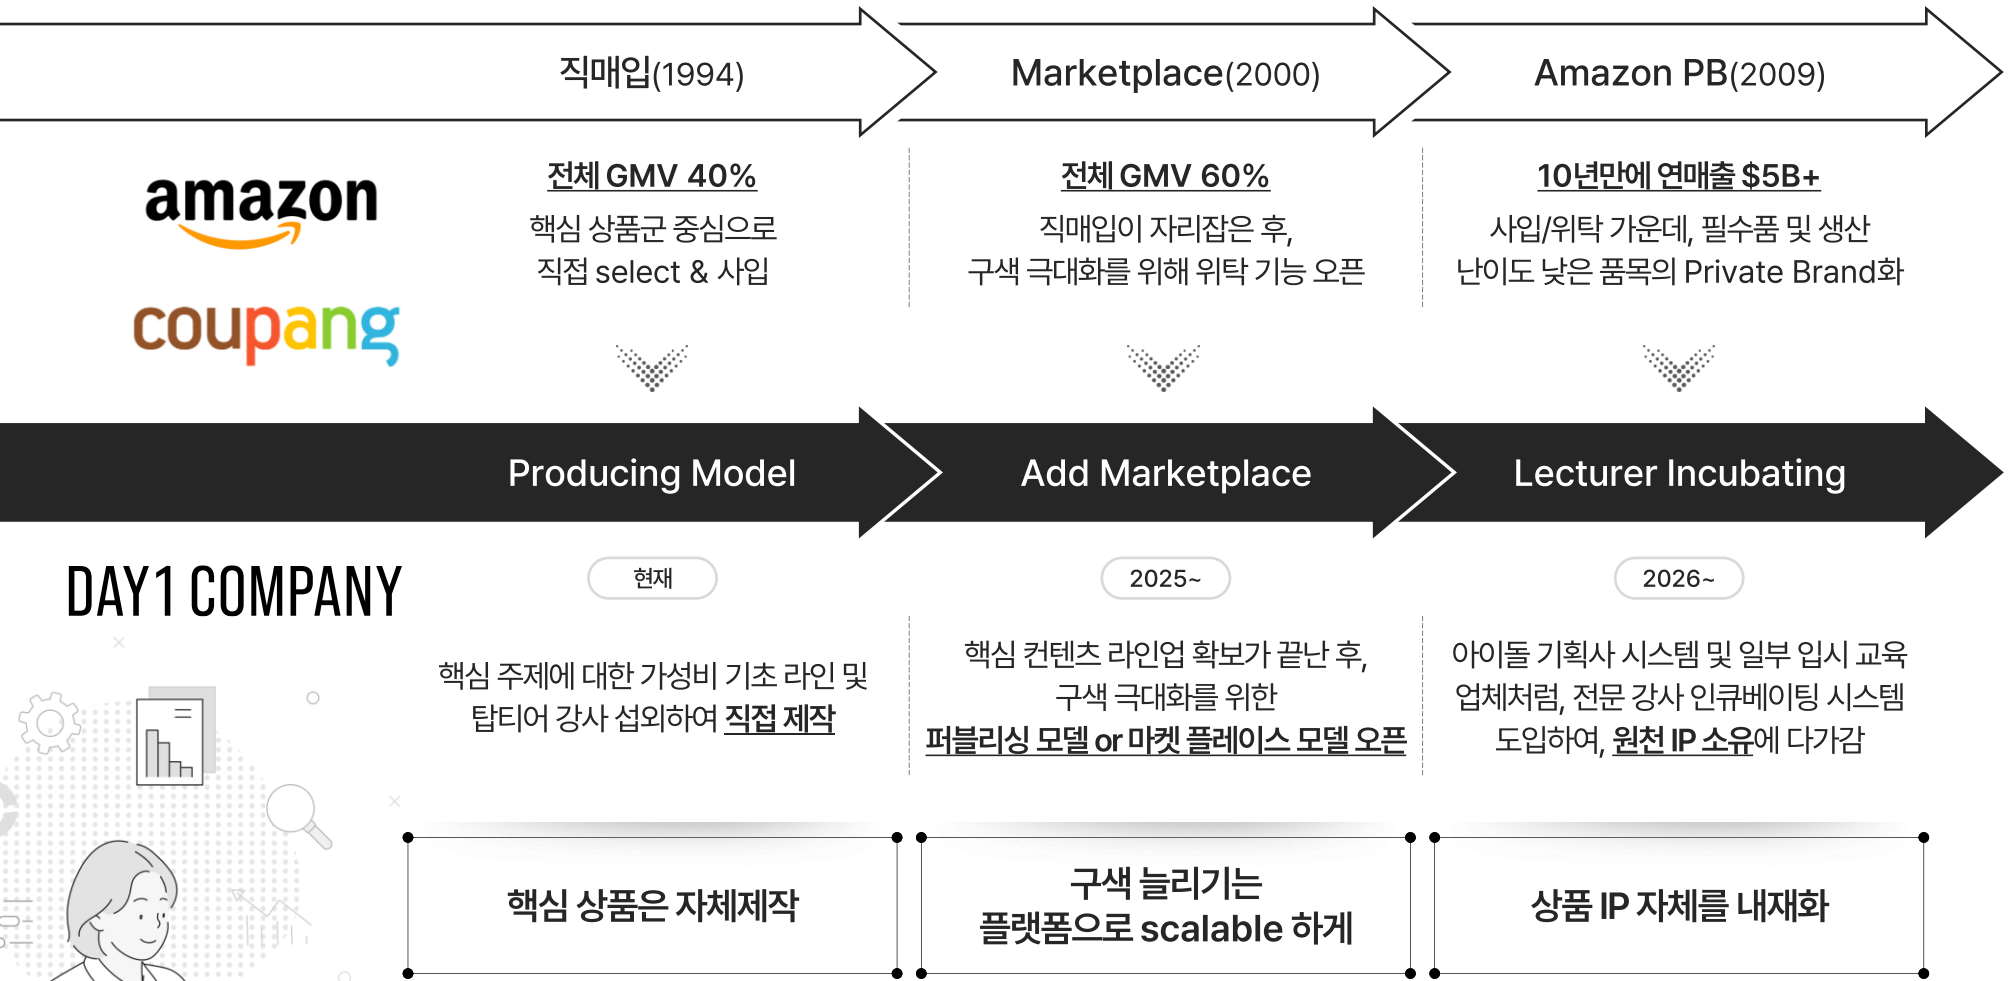 직매입(1994)
Marketplace(2000)
Amazon PB(2009)
amazon
coupang
전체 GMV 40%
핵심 상품군 중심으로
직접 select & 사입
전체 GMV 60%
직매입이 자리잡은 후,
구색 극대화를 위해 위탁 기능 오픈
10년만에 연매출 $5B+
사입/위탁 가운데, 필수품 및 생산
난이도 낮은 품목의 Private Brand화
Producing Model
Add Marketplace
Lecturer Incubating
DAY1 COMPANY
현재
핵심 주제에 대한 가성비 기초 라인 및
탑티어 강사 섭외하여 직접 제작
2025~
핵심 컨텐츠 라인업 확보가 끝난 후,
구색 극대화를 위한
퍼블리싱 모델 or 마켓 플레이스 모델 오픈
2026~
아이돌 기획사 시스템 및 일부 입시 교육
업체처럼, 전문 강사 인큐베이팅 시스템
도입하여, 원천 IP 소유에 다가감
핵심 상품은 자체제작
구색 늘리기는
플랫폼으로 scalable 하게
상품 IP 자체를 내재화